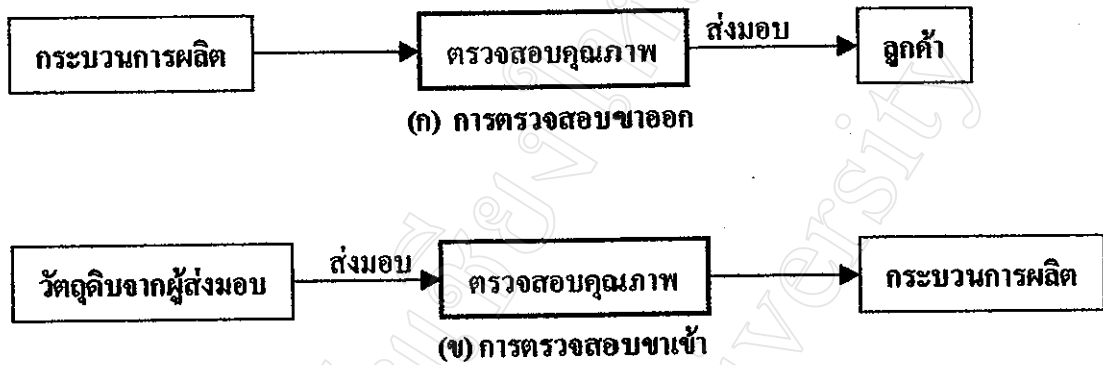 กระบวนการผลิต ตรวจสอบคุณภาพ ส่งมอบ ลูกค้า
(ก) การตรวจสอบขาออก
วัตถุดิบจากผู้ส่งมอบ ส่งมอบ ตรวจสอบคุณภาพ กระบวนการผลิต
(ข) การตรวจสอบขาเข้า